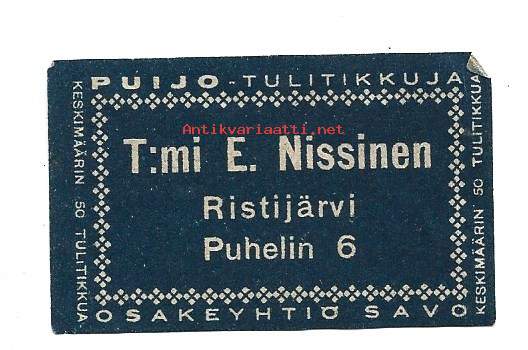 PUIJO-TULITIKKUJA
KESKIMÄÄRIN 50 TULITIKKUA
Antikvariaatti.net
T:mi E. Nissinen
Ristijärvi
Puhelin 6
KESKIMÄÄRIN 50 TULITIKKUA
OSAKEYHTIÖ SAVO